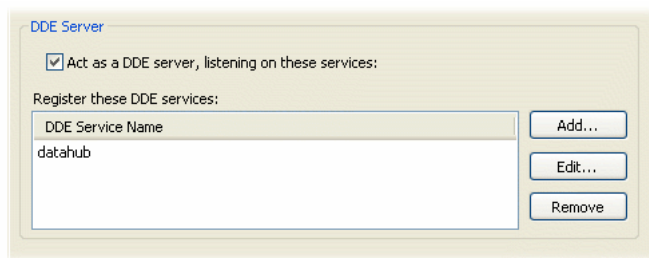 DDE Server
Act as a DDE server, listening on these services:
Register these DDE services:
DDE Service Name
datahub
Add...
Edit...
Remove